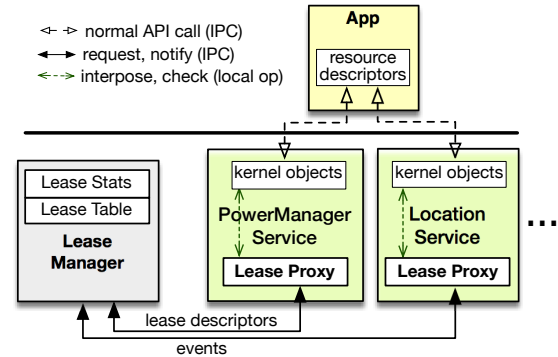 normal API call (IPC)
request, notify (IPC)
interpose, check (local op)
App
resource
descriptors
Lease Stats
Lease Table
Lease
Manager
kernel objects
PowerManager
Service
Lease Proxy
kernel objects
Location
Service
Lease Proxy
...
lease descriptors
events